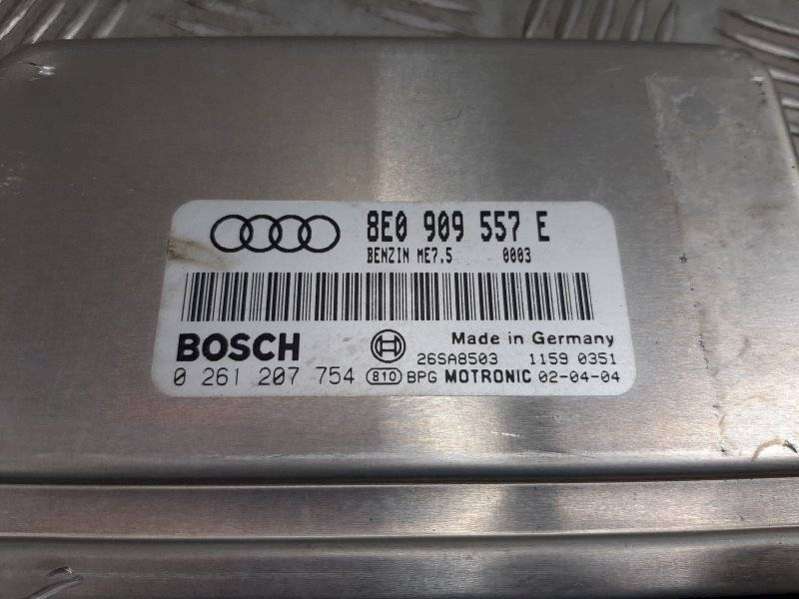 8E0 909 557 E
BENZIN ME7.5 0003
BOSCH Made in Germany
26SA8503 1159 0351
0 261 207 754 810 BPG MOTRONIC 02-04-04